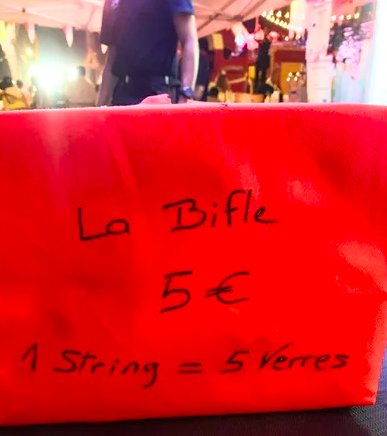 La Bifle
5 €
1 String = 5 Verres